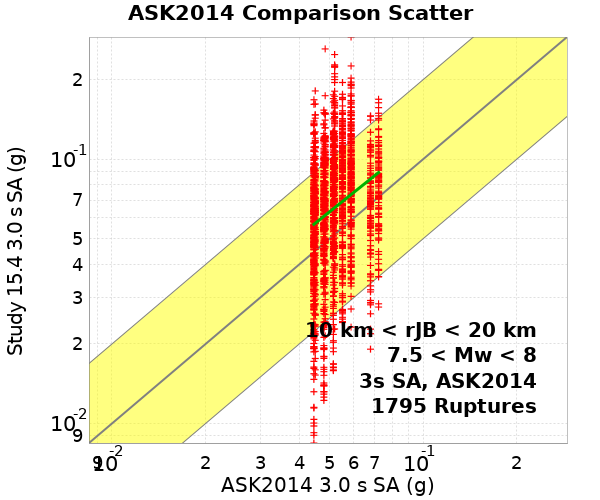 ASK2014 Comparison Scatter
Study 15.4 3.0 s SA (g)
2
10-1
7
5
4
3
2
10-2
9
10 km < rJB < 20 km
7.5 < Mw < 8
3s SA, ASK2014
1795 Ruptures
9 10-2 2 3 4 5 6 7 10-1 2
ASK2014 3.0 s SA (g)